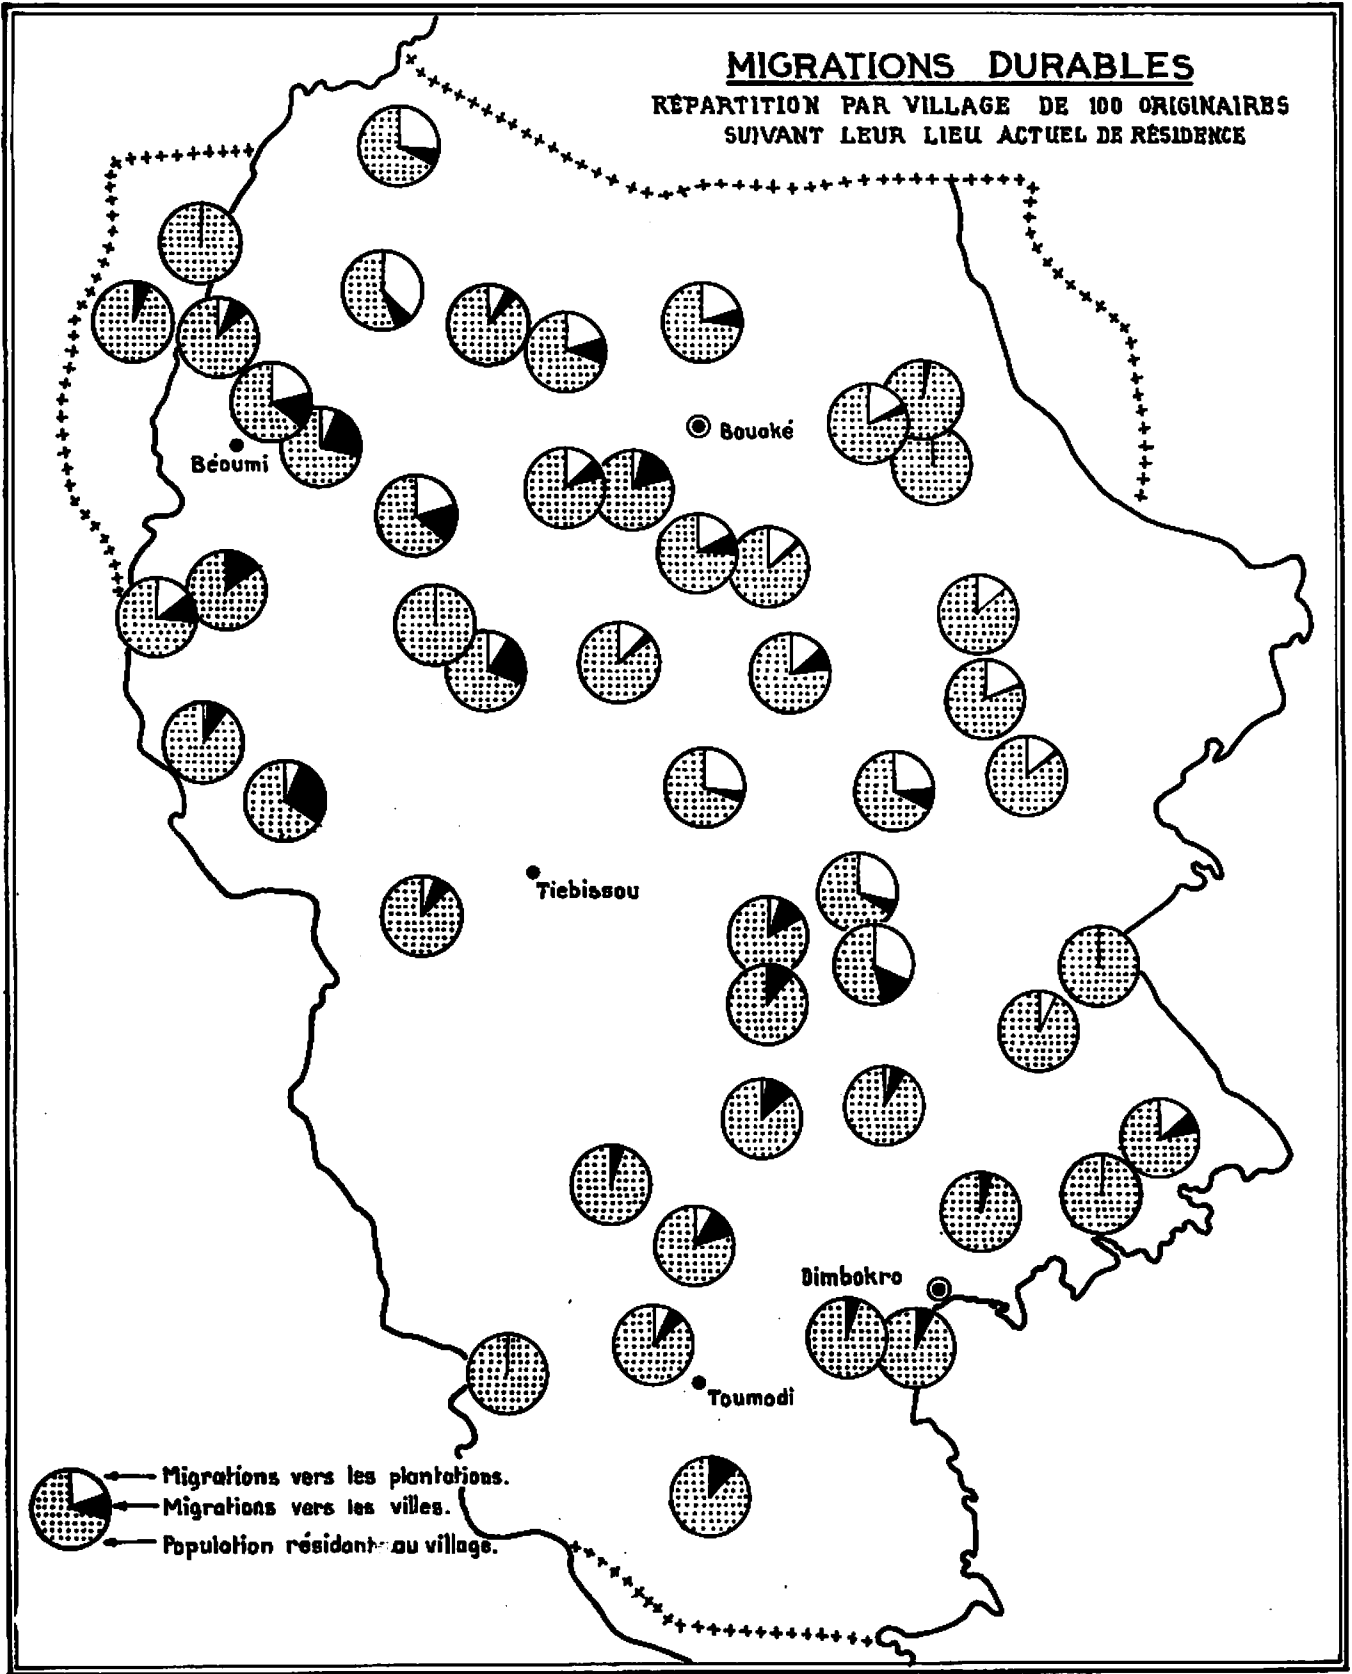 MIGRATIONS DURABLES
RÉPARTITION PAR VILLAGE DE 100 ORIGINAIRES
SUIVANT LEUR LIEU ACTUEL DE RÉSIDENCE
Bouaké
Béoumi
Tiebissou
Dimbokro
Toumodi
Migrations vers les plantations.
Migrations vers les villes.
Population résidant au village.